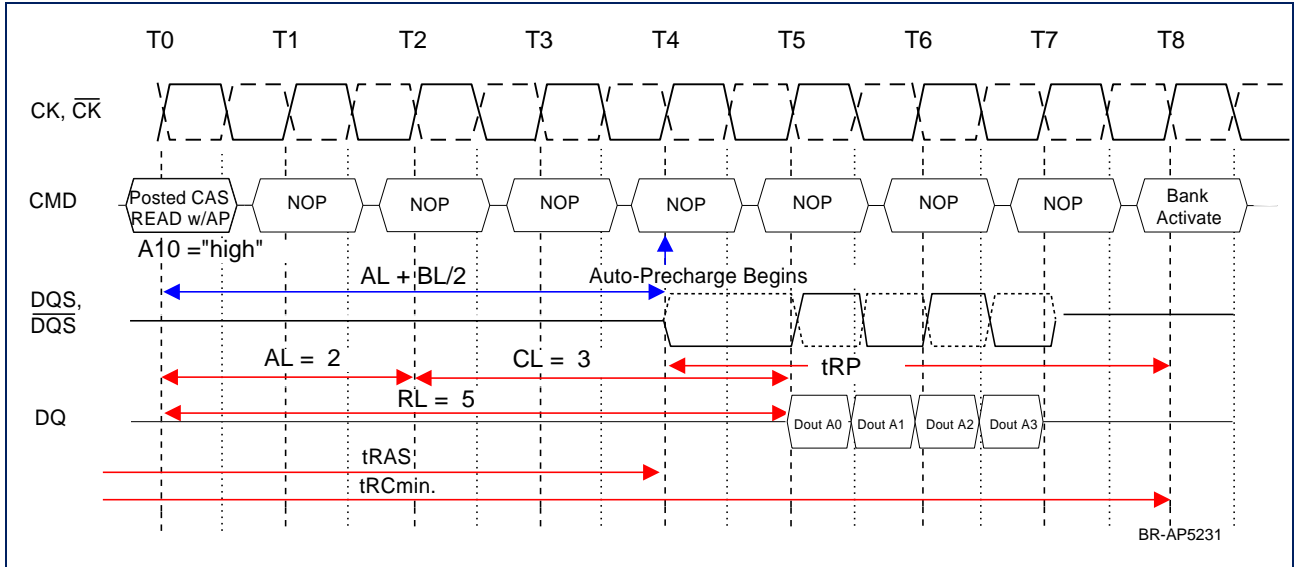 T0 T1 T2 T3 T4 T5 T6 T7 T8
CK, CK
CMD
Posted CAS
READ w/AP
NOP NOP NOP NOP NOP NOP NOP
Bank
Activate
A10 ="high"
AL + BL/2
Auto-Precharge Begins
DQS,
DQS
AL = 2
CL = 3
tRP
RL = 5
DQ
Dout A0 Dout A1 Dout A2 Dout A3
tRAS
tRCmin.
BR-AP5231